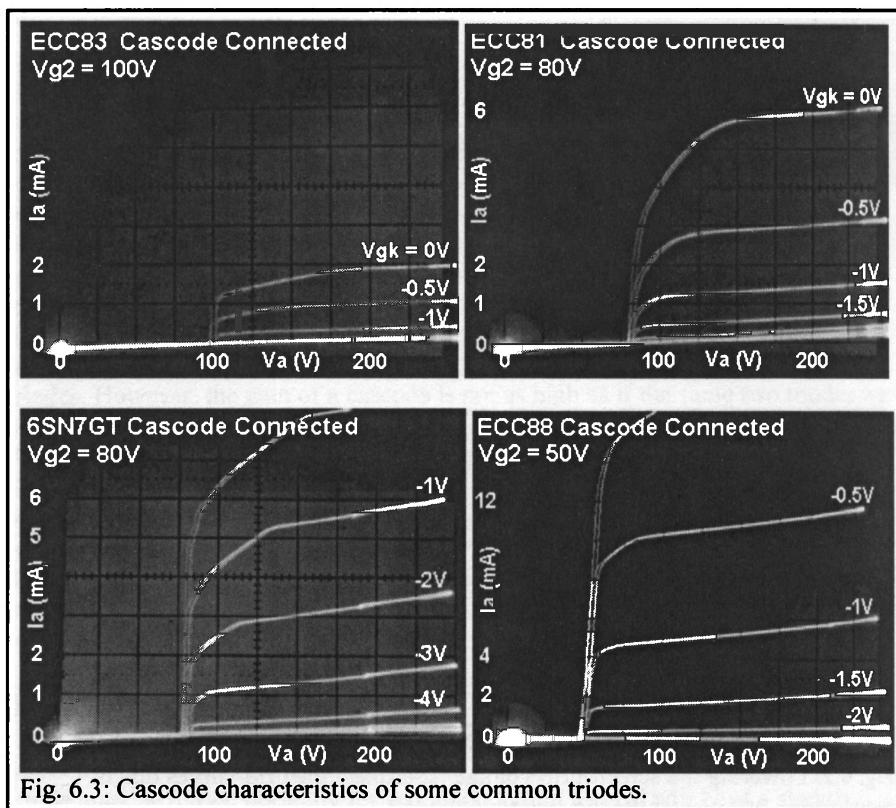 ECC83 Cascode Connected
Vg2 = 100V
Ia (mA)
2
1
0
Vgk = 0V
-0.5V
-1V
0
100
Va (V)
200
ECC81 Cascode Connected
Vg2 = 80V
6
Ia (mA)
2
1
0
Vgk = 0V
-0.5V
-1V
-1.5V
0
100
Va (V)
200
6SN7GT Cascode Connected
Vg2 = 80V
6
5
Ia (mA)
2
1
0
-1V
-2V
-3V
-4V
0
100
Va (V)
200
ECC88 Cascode Connected
Vg2 = 50V
12
Ia (mA)
4
2
0
-0.5V
-1V
-1.5V
-2V
0
100
Va (V)
200
Fig. 6.3: Cascade characteristics of some common triodes.